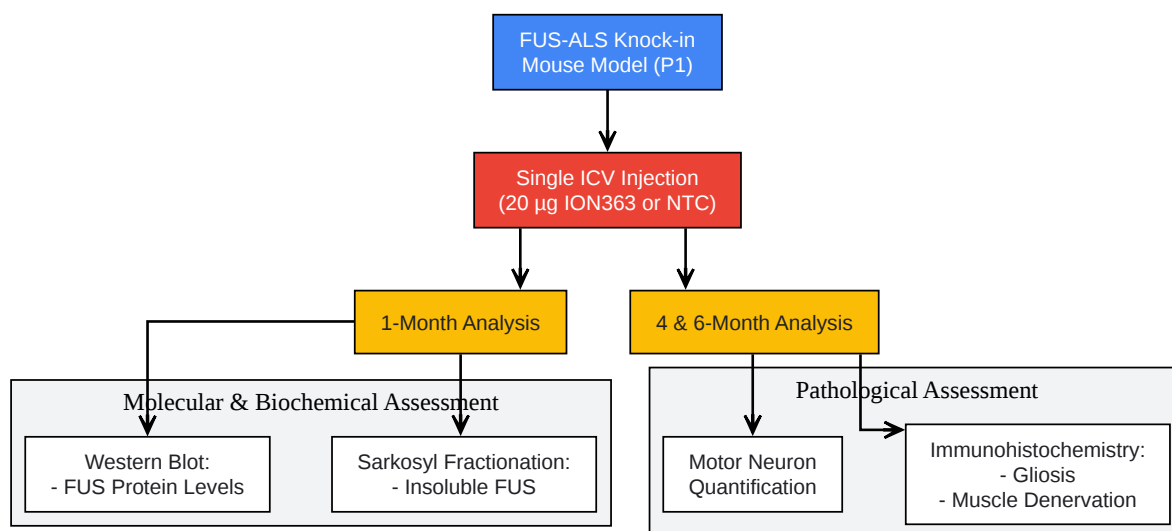 FUS-ALS Knock-in
Mouse Model (P1)
Single ICV Injection
(20 µg ION363 or NTC)
1-Month Analysis
4 & 6-Month Analysis
Molecular & Biochemical Assessment
Western Blot:
- FUS Protein Levels
Sarkosyl Fractionation:
- Insoluble FUS
Pathological Assessment
Motor Neuron
Quantification
Immunohistochemistry:
- Gliosis
- Muscle Denervation